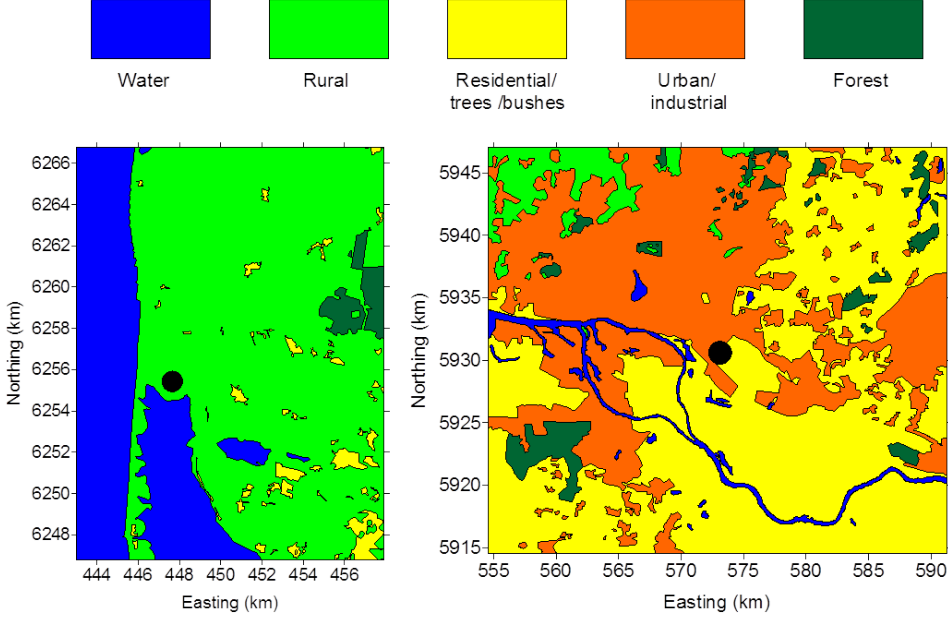 Water
Rural
Residential/
trees /bushes
Urban/
industrial
Forest
6266
6264
6262
6260
6258
6256
6254
6252
6250
6248
Northing (km)
444 446 448 450 452 454 456
Easting (km)
5945
5940
5935
5930
5925
5920
5915
Northing (km)
555 560 565 570 575 580 585 590
Easting (km)